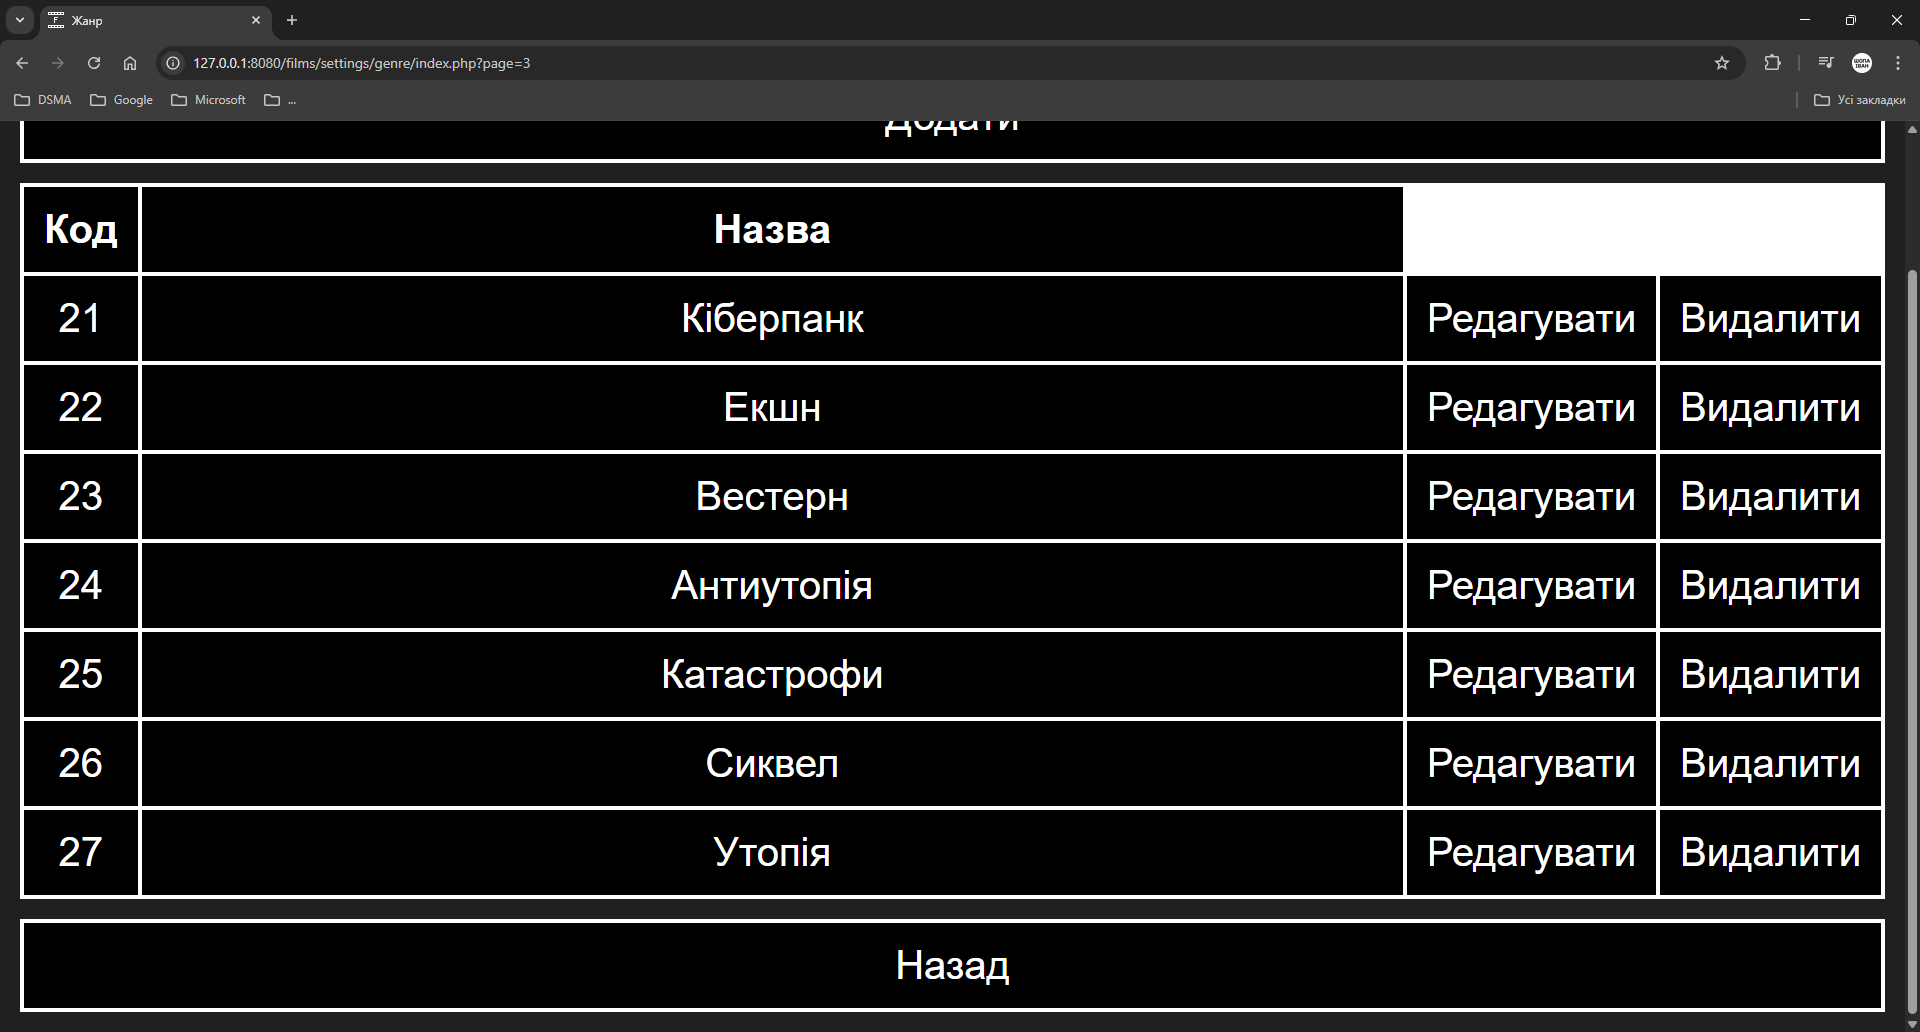 Жанр
127.0.0.1:8080/films/settings/genre/index.php?page=3
DSMA Google Microsoft ... Усі закладки
Додати
Код Назва
21 Кіберпанк Редагувати Видалити
22 Екшн Редагувати Видалити
23 Вестерн Редагувати Видалити
24 Антиутопія Редагувати Видалити
25 Катастрофи Редагувати Видалити
26 Сиквел Редагувати Видалити
27 Утопія Редагувати Видалити
Назад